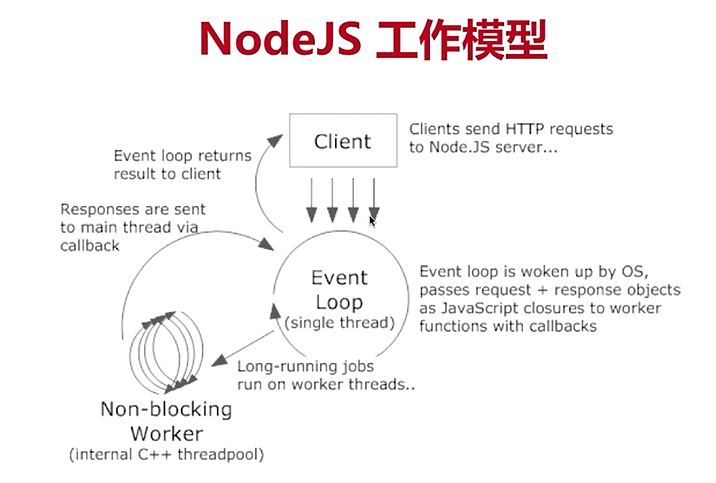 NodeJS 工作模型
Client
Clients send HTTP requests
to Node.JS server...
Event loop returns
result to client
Responses are sent
to main thread via
callback
Event
Loop
(single thread)
Event loop is woken up by OS,
passes request + response objects
as JavaScript closures to worker
functions with callbacks
Long-running jobs
run on worker threads..
Non-blocking
Worker
(internal C++ threadpool)